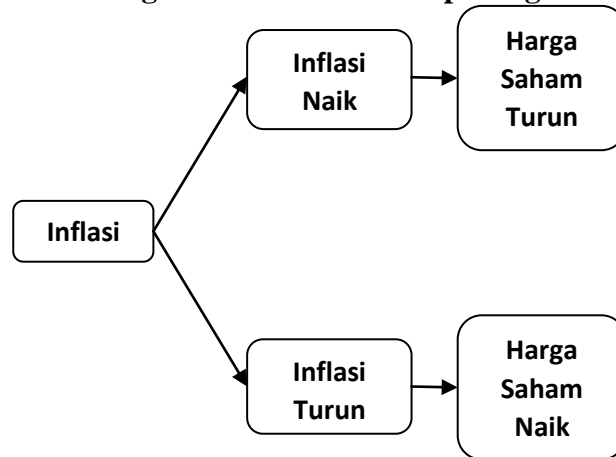 Inflasi
Naik
Harga
Saham
Turun
Inflasi
Inflasi
Turun
Harga
Saham
Naik